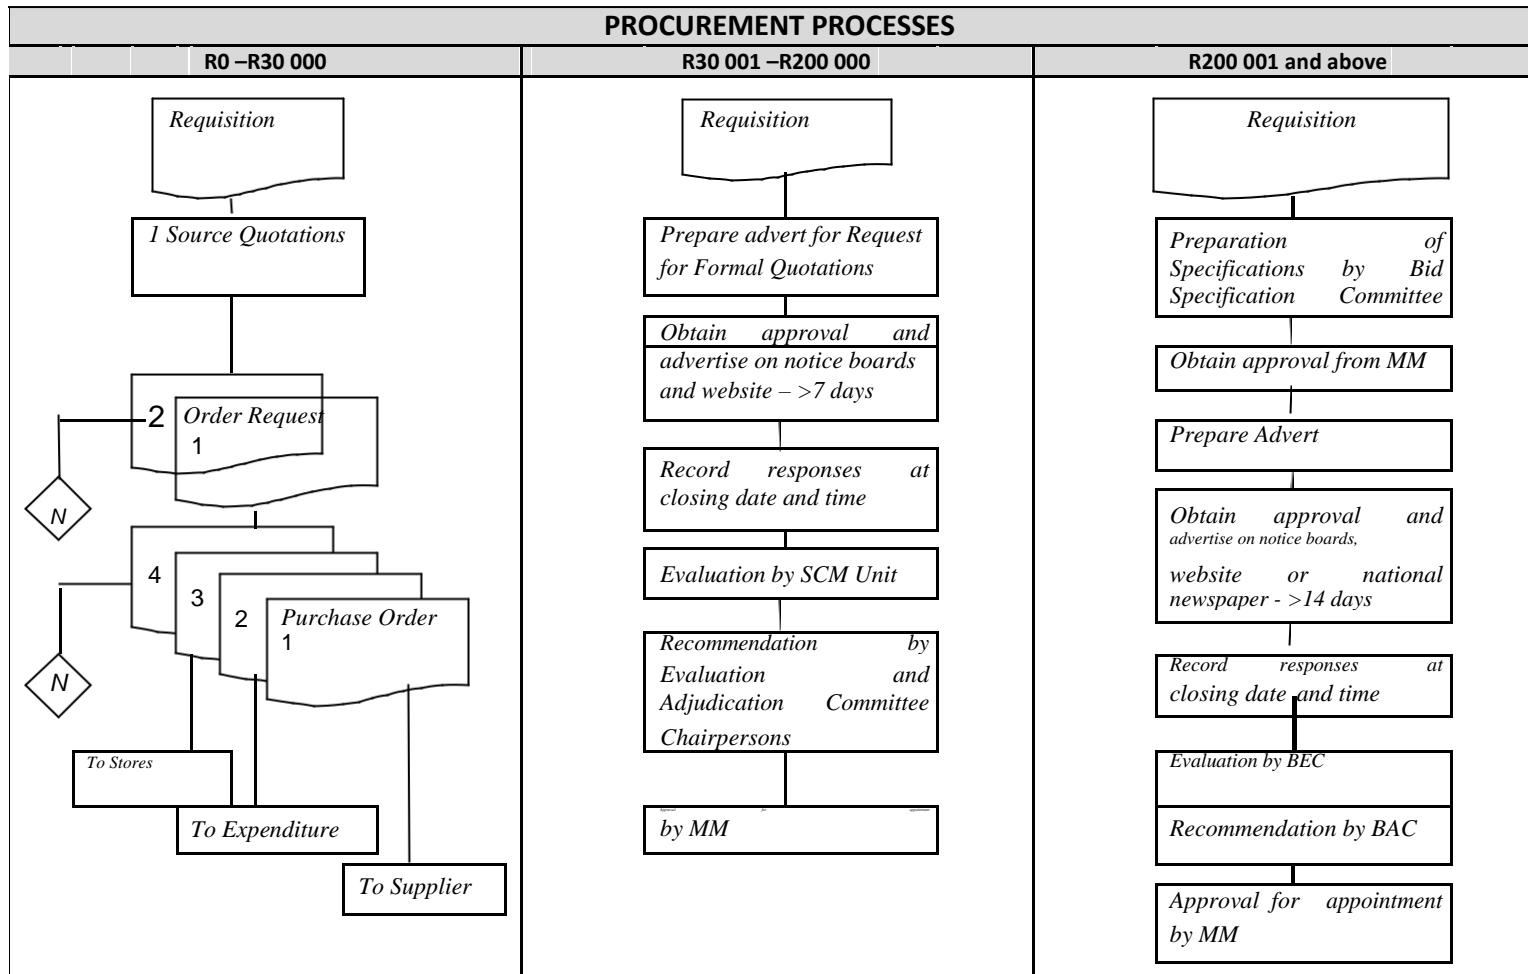 PROCUREMENT PROCESSES
R0 –R30 000
R30 001 –R200 000
R200 001 and above
Requisition
1 Source Quotations
2
Order Request
1
N
4
3
2
Purchase Order
1
N
To Stores
To Expenditure
To Supplier
Requisition
Prepare advert for Request
for Formal Quotations
Obtain approval and
advertise on notice boards
and website – >7 days
Record responses at
closing date and time
Evaluation by SCM Unit
Recommendation by
Evaluation and
Adjudication Committee
Chairpersons
Approval for appointment
by MM
Requisition
Preparation of
Specifications by Bid
Specification Committee
Obtain approval from MM
Prepare Advert
Obtain approval and
advertise on notice boards,
website or national
newspaper - >14 days
Record responses at
closing date and time
Evaluation by BEC
Recommendation by BAC
Approval for appointment
by MM